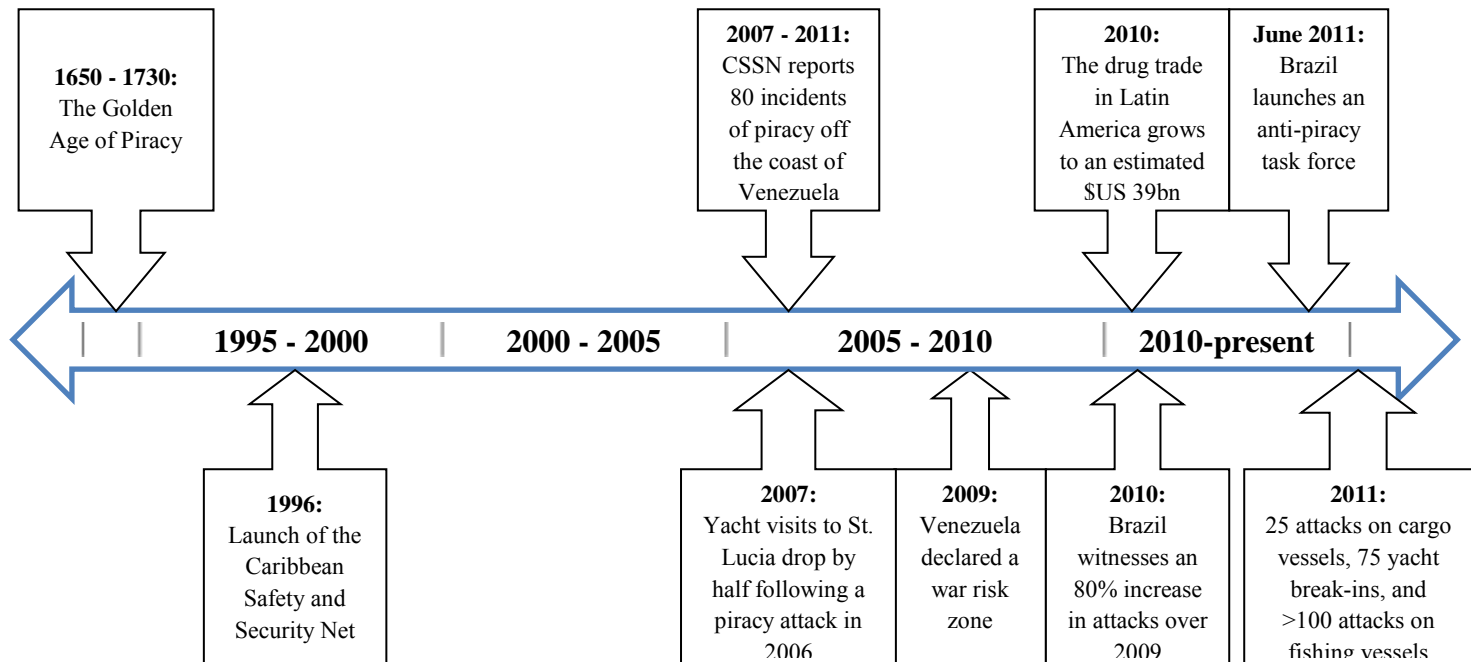 1650 - 1730:
The Golden
Age of Piracy
2007 - 2011:
CSSN reports
80 incidents
of piracy off
the coast of
Venezuela
2010:
The drug trade
in Latin
America grows
to an estimated
$US 39bn
June 2011:
Brazil
launches an
anti-piracy
task force
1995 - 2000
2000 - 2005
2005 - 2010
2010-present
1996:
Launch of the
Caribbean
Safety and
Security Net
2007:
Yacht visits to St.
Lucia drop by
half following a
piracy attack in
2006
2009:
Venezuela
declared a
war risk
zone
2010:
Brazil
witnesses an
80% increase
in attacks over
2009
2011:
25 attacks on cargo
vessels, 75 yacht
break-ins, and
>100 attacks on
fishing vessels